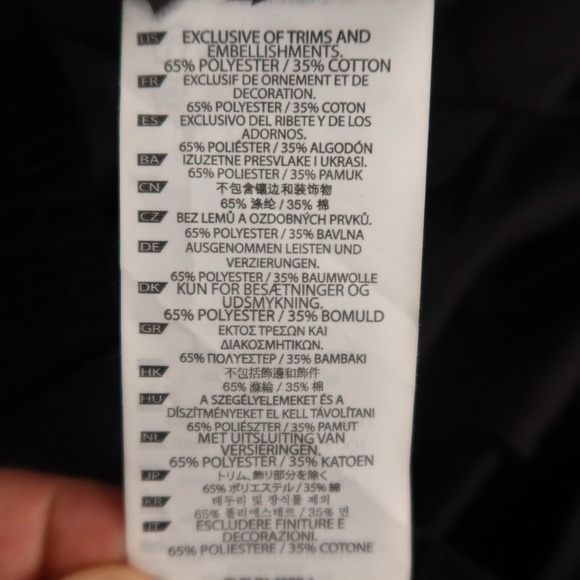 US EXCLUSIVE OF TRIMS AND
EMBELLISHMENTS.
65% POLYESTER / 35% COTTON
FR EXCLUSIF DE ORNEMENT ET DE
DECORATION.
65% POLYESTER / 35% COTON
ES EXCLUSIVO DEL RIBETE Y DE LOS
ADORNOS.
65% POLIÉSTER / 35% ALGODÓN
BA IZUZETNE PRESVLAKE I UKRASI.
65% POLIESTER / 35% PAMUK
CN 不包含镶边和装饰物
65% 涤纶 / 35% 棉
CZ BEZ LEMŮ A OZDOBNÝCH PRVKŮ.
65% POLYESTER / 35% BAVLNA
DE AUSGENOMMEN LEISTEN UND
VERZIERUNGEN.
65% POLYESTER / 35% BAUMWOLLE
DK KUN FOR BESÆTNINGER OG
UDSMYKNING.
65% POLYESTER / 35% BOMULD
GR ΕΚΤΟΣ ΤΡΕΣΩΝ ΚΑΙ
ΔΙΑΚΟΣΜΗΤΙΚΩΝ.
65% ΠΟΛΥΕΣΤΕΡ / 35% ΒΑΜΒΑΚΙ
HK 不包括飾邊和飾件
65% 滌綸 / 35% 棉
HU A SZEGÉLYELEMEKET ÉS A
DÍSZÍTMÉNYEKET EL KELL TÁVOLÍTANI
65% POLIÉSZTER / 35% PAMUT
NL MET UITSLUITING VAN
VERSIERINGEN.
65% POLYESTER / 35% KATOEN
JP トリム、飾り部分を除く
65% ポリエステル / 35% 綿
KR 테두리 및 장식물 제외
65% 폴리에스테르 / 35% 면
IT ESCLUDERE FINITURE E
DECORAZIONI.
65% POLIESTERE / 35% COTONE